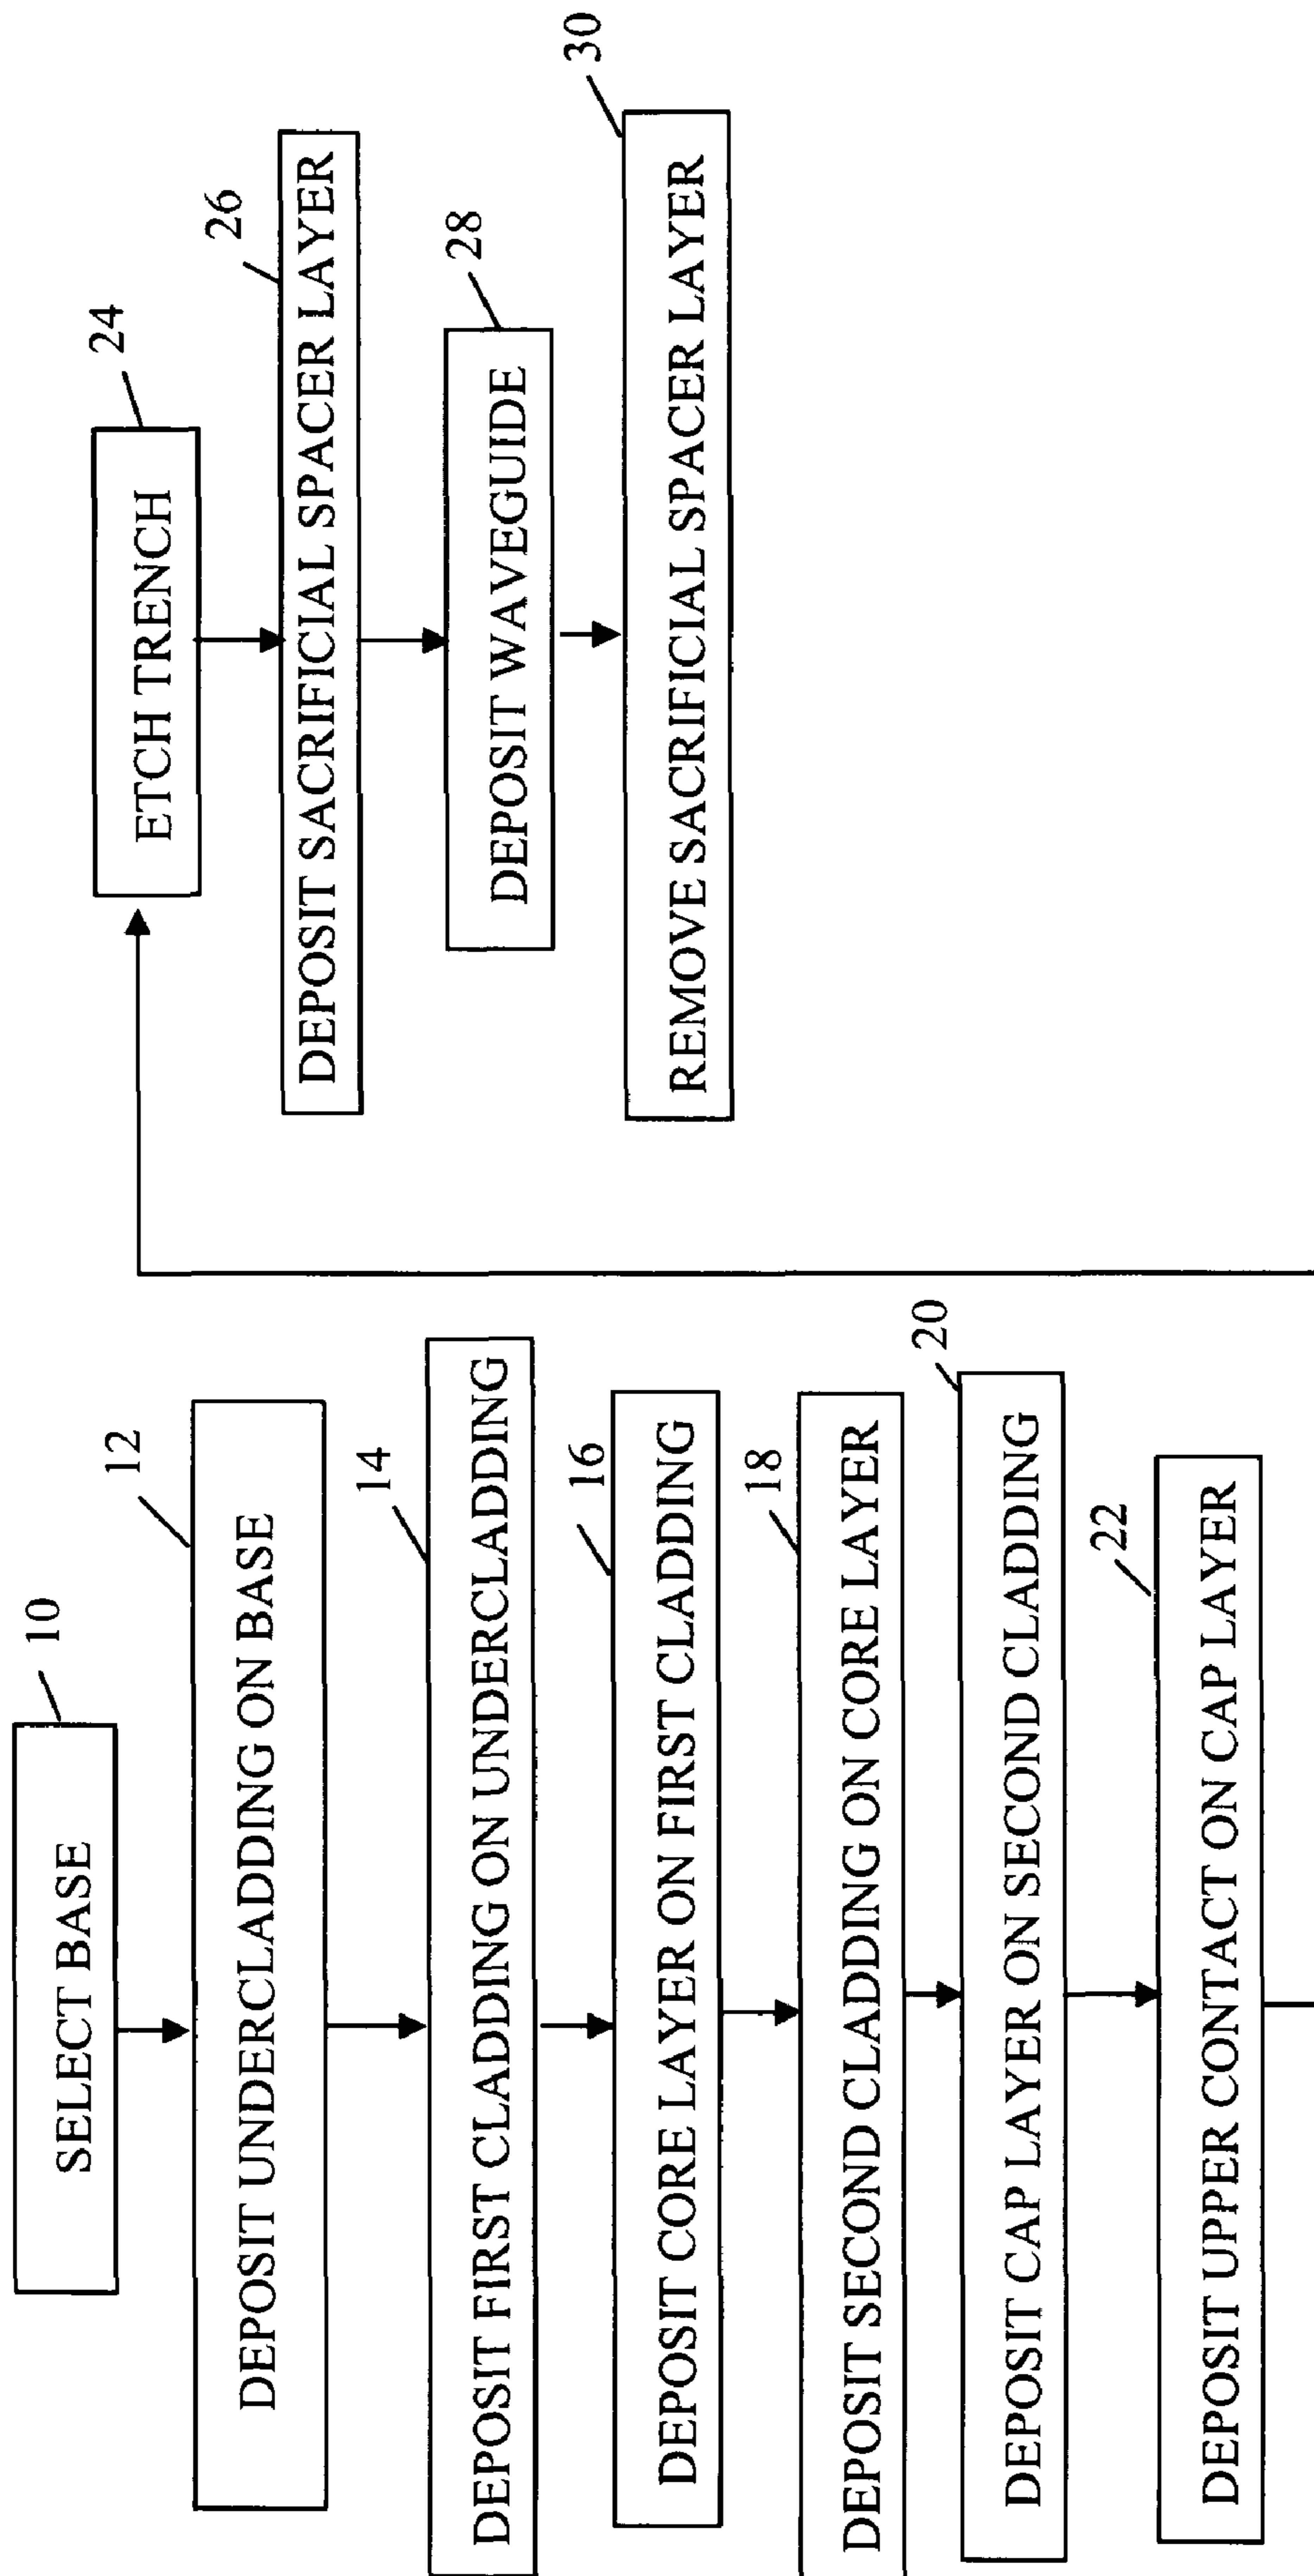 SELECT BASE
10
DEPOSIT UNDERCLADDING ON BASE
12
DEPOSIT FIRST CLADDING ON UNDERCLADDING
14
DEPOSIT CORE LAYER ON FIRST CLADDING
16
DEPOSIT SECOND CLADDING ON CORE LAYER
18
DEPOSIT CAP LAYER ON SECOND CLADDING
20
DEPOSIT UPPER CONTACT ON CAP LAYER
22
ETCH TRENCH
24
DEPOSIT SACRIFICIAL SPACER LAYER
26
DEPOSIT WAVEGUIDE
28
REMOVE SACRIFICIAL SPACER LAYER
30